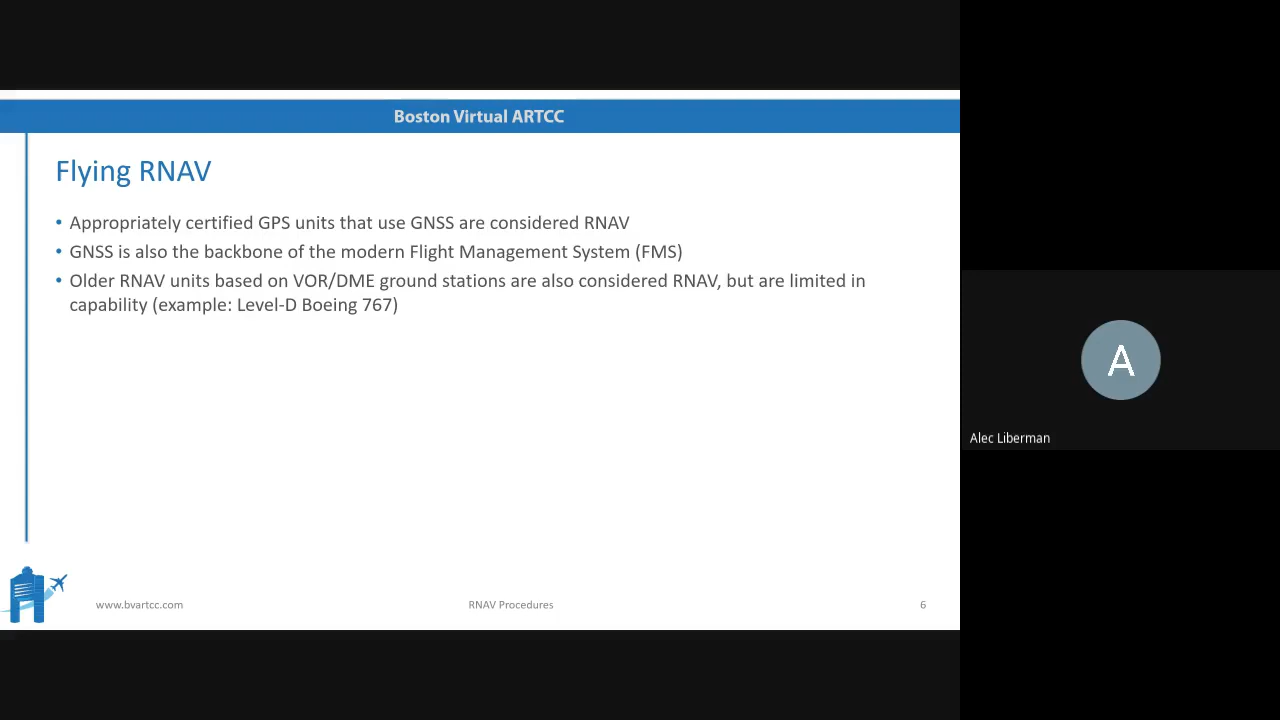 Boston Virtual ARTCC
Flying RNAV
• Appropriately certified GPS units that use GNSS are considered RNAV
• GNSS is also the backbone of the modern Flight Management System (FMS)
• Older RNAV units based on VOR/DME ground stations are also considered RNAV, but are limited in
capability (example: Level-D Boeing 767)
A
Alec Liberman
www.bvartcc.com
RNAV Procedures
6